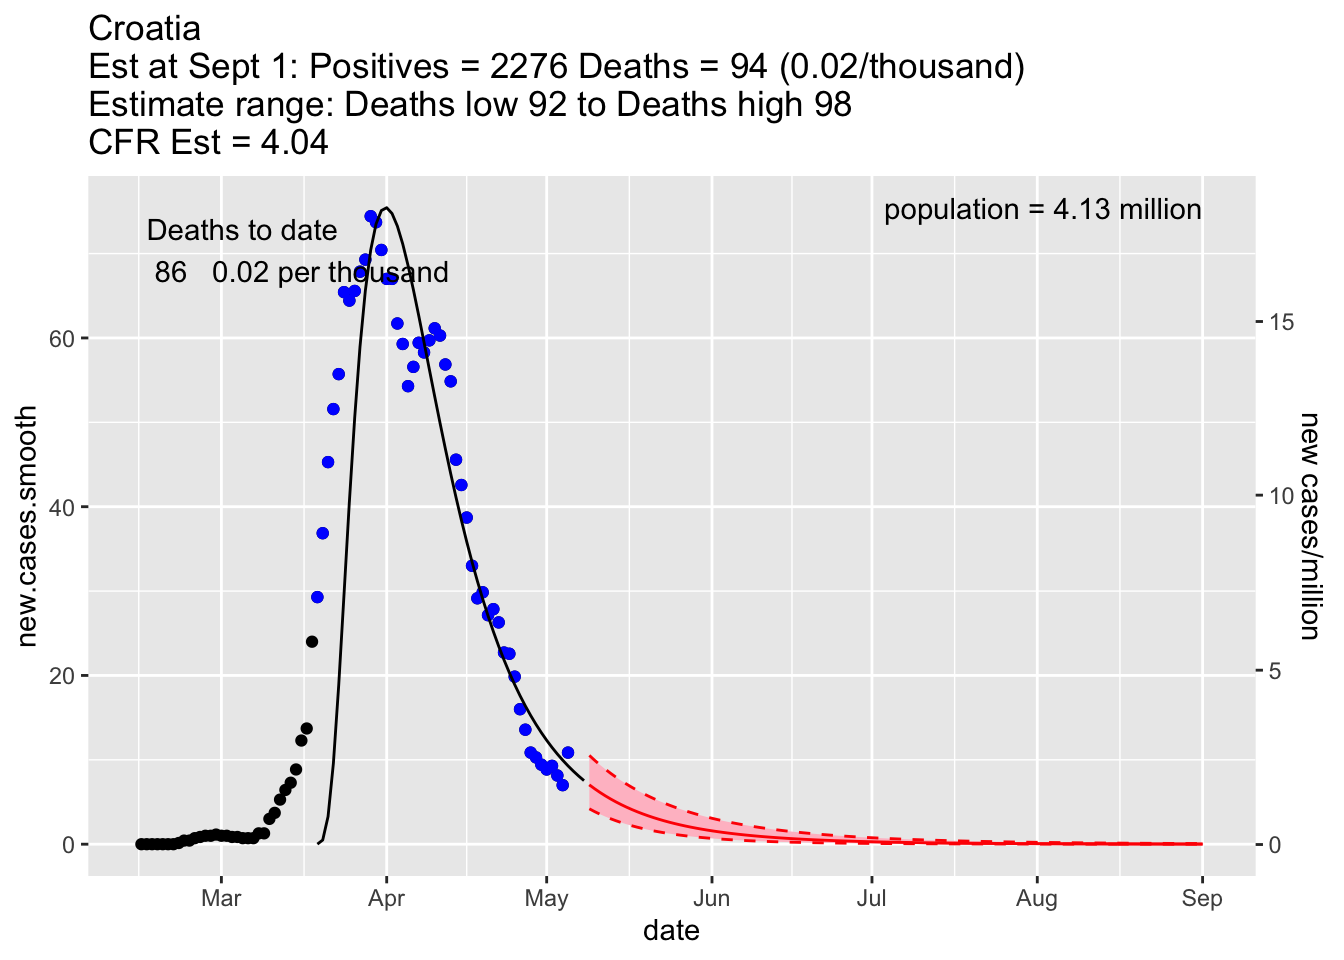 Croatia
Est at Sept 1: Positives = 2276 Deaths = 94 (0.02/thousand)
Estimate range: Deaths low 92 to Deaths high 98
CFR Est = 4.04
population = 4.13 million
Deaths to date
86 0.02 per thousand
60
40
20
0
new.cases.smooth
15
10
5
0
new cases/million
Mar Apr May Jun Jul Aug Sep
date